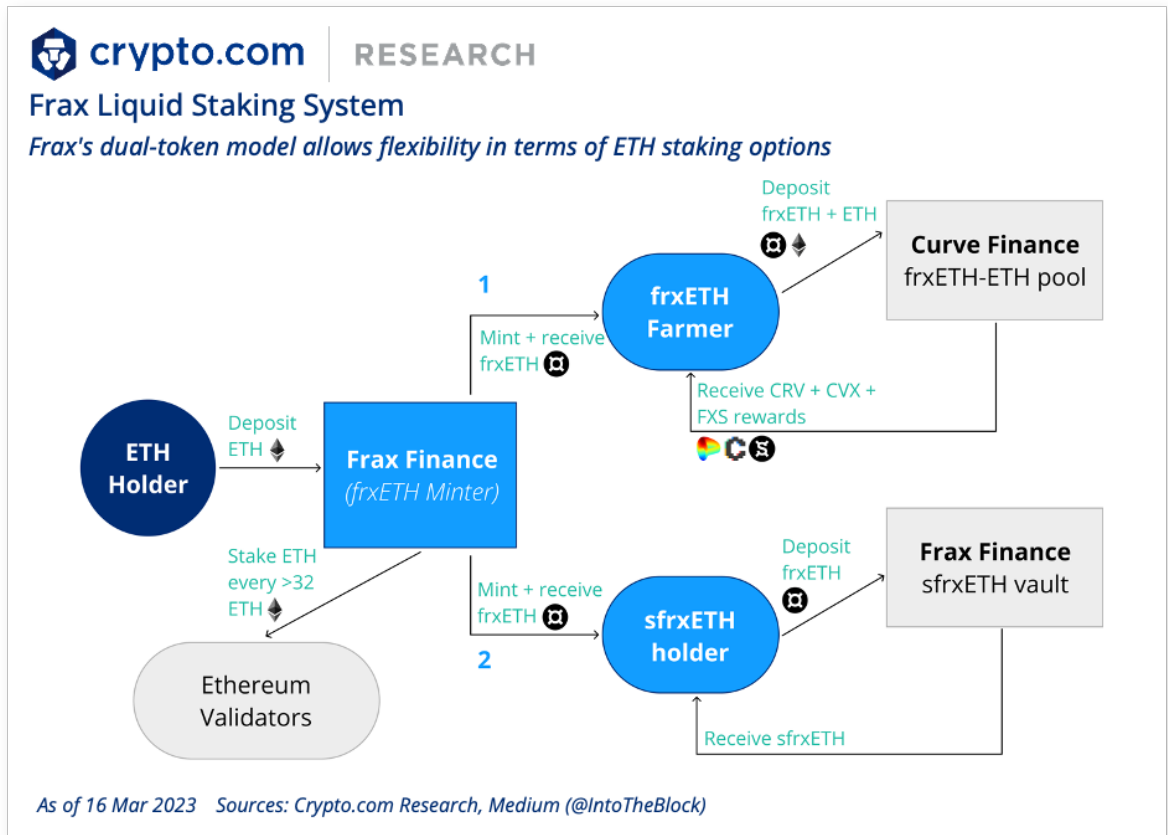 crypto.com RESEARCH
Frax Liquid Staking System
Frax's dual-token model allows flexibility in terms of ETH staking options
Deposit
frxETH + ETH
Curve Finance
frxETH-ETH pool
1
frxETH
Farmer
Mint + receive
frxETH
Receive CRV + CVX +
FXS rewards
ETH
Holder
Deposit
ETH
Frax Finance
(frxETH Minter)
Stake ETH
every >32
ETH
Ethereum
Validators
Mint + receive
frxETH
2
sfrxETH
holder
Deposit
frxETH
Frax Finance
sfrxETH vault
Receive sfrxETH
As of 16 Mar 2023 Sources: Crypto.com Research, Medium (@IntoTheBlock)